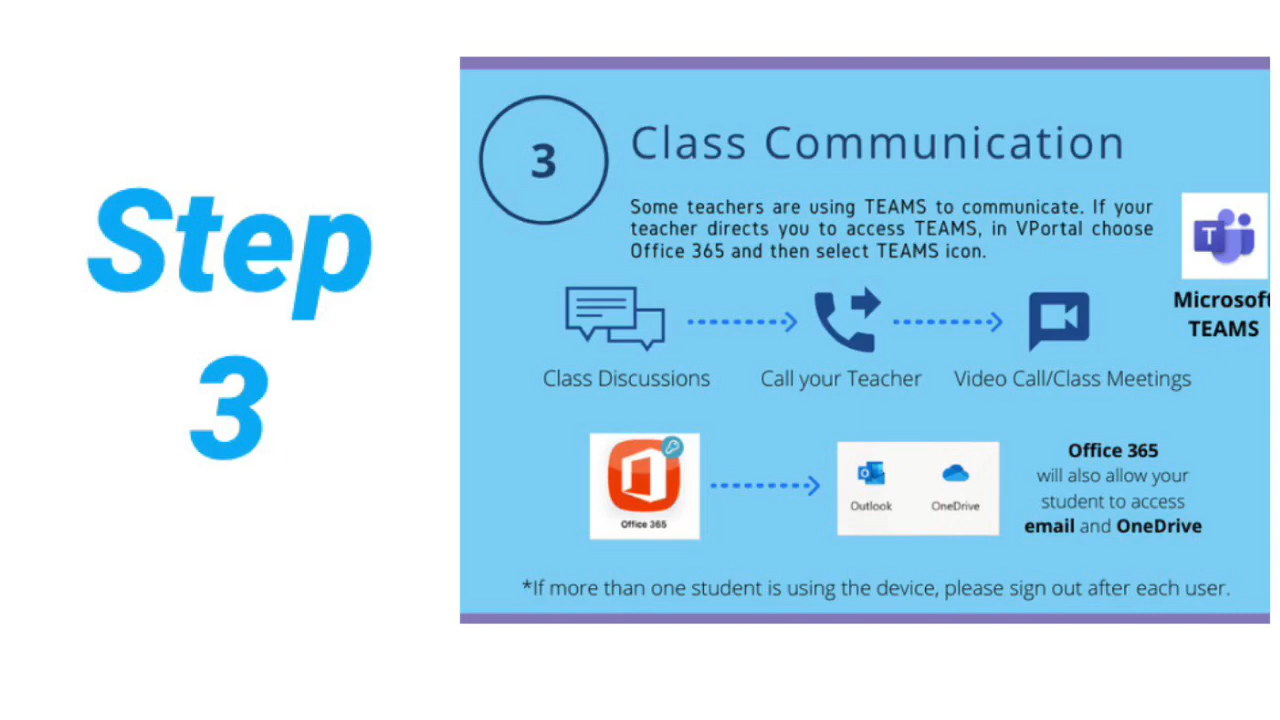 Step
3
3
Class Communication
Some teachers are using TEAMS to communicate. If your
teacher directs you to access TEAMS, in VPortal choose
Office 365 and then select TEAMS icon.
T
Microsoft
TEAMS
Class Discussions
Call your Teacher
Video Call/Class Meetings
Office 365
Outlook
OneDrive
Office 365
will also allow your
student to access
email and OneDrive
*If more than one student is using the device, please sign out after each user.